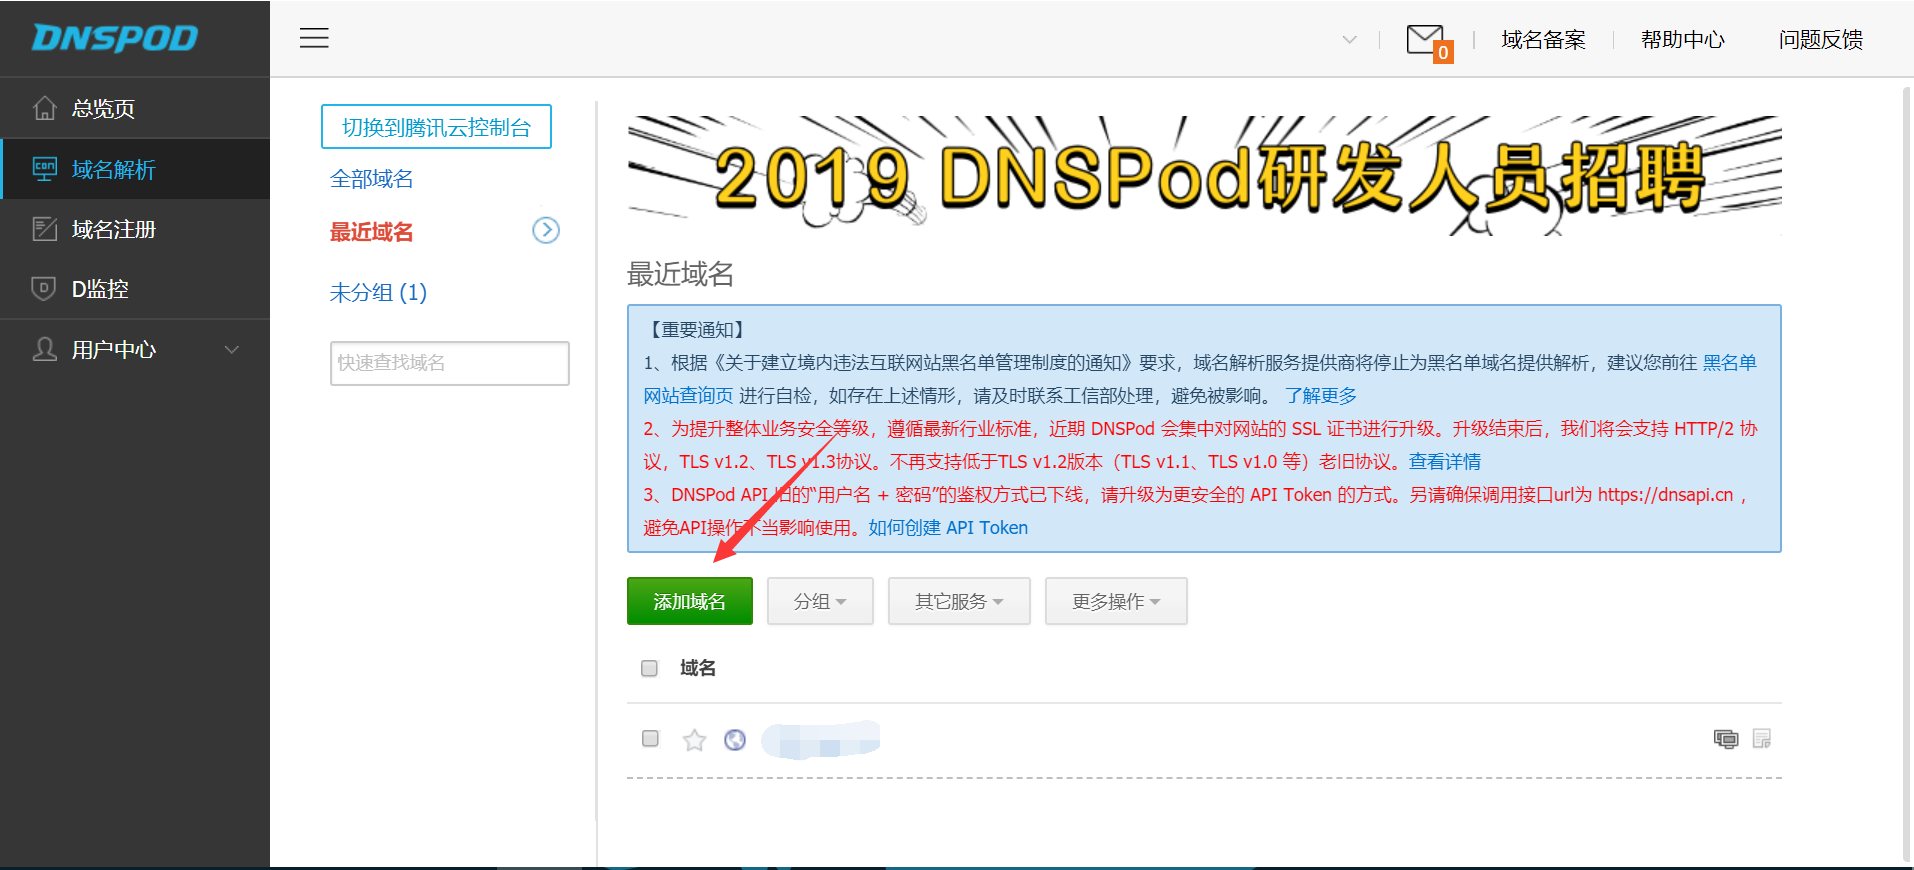 DNSPOD
0
域名备案
帮助中心
问题反馈
总览页
域名解析
域名注册
D监控
用户中心
切换到腾讯云控制台
全部域名
最近域名
未分组 (1)
快速查找域名
2019 DNSPod研发人员招聘
最近域名
【重要通知】
1、根据《关于建立境内违法互联网站黑名单管理制度的通知》要求，域名解析服务提供商将停止为黑名单域名提供解析，建议您前往 黑名单
网站查询页 进行自检，如存在上述情形，请及时联系工信部处理，避免被影响。 了解更多
2、为提升整体业务安全等级，遵循最新行业标准，近期 DNSPod 会集中对网站的 SSL 证书进行升级。升级结束后，我们将会支持 HTTP/2 协
议，TLS v1.2、TLS v1.3协议。不再支持低于TLS v1.2版本（TLS v1.1、TLS v1.0 等）老旧协议。查看详情
3、DNSPod API 旧的“用户名 + 密码”的鉴权方式已下线，请升级为更安全的 API Token 的方式。另请确保调用接口url为 https://dnsapi.cn ，
避免API操作不当影响使用。如何创建 API Token
添加域名
分组
其它服务
更多操作
域名